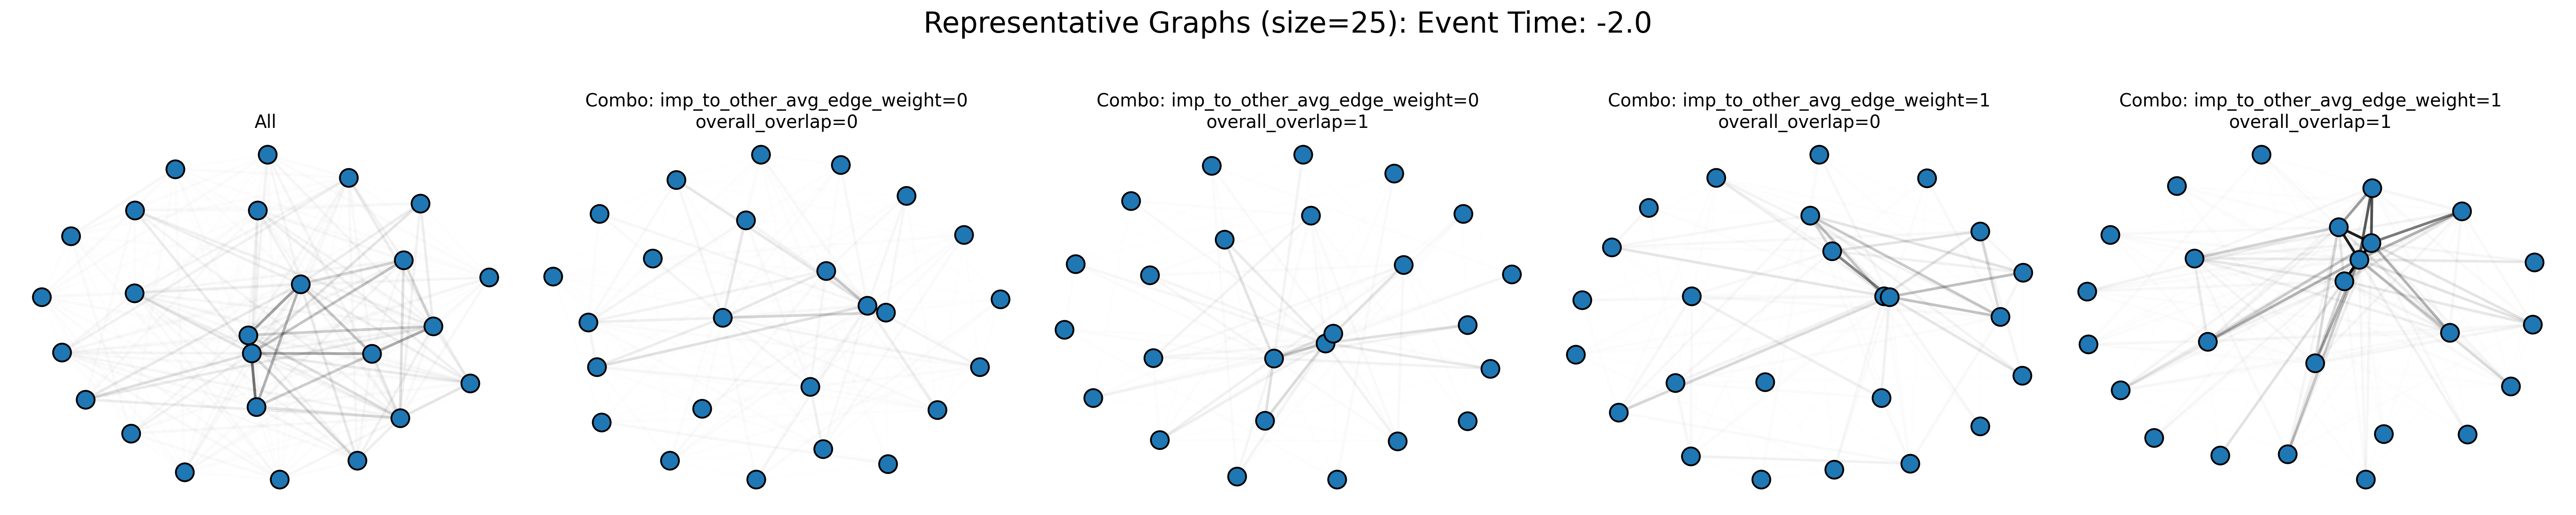 Representative Graphs (size=25): Event Time: -2.0
All
Combo: imp_to_other_avg_edge_weight=0
overall_overlap=0
Combo: imp_to_other_avg_edge_weight=0
overall_overlap=1
Combo: imp_to_other_avg_edge_weight=1
overall_overlap=0
Combo: imp_to_other_avg_edge_weight=1
overall_overlap=1